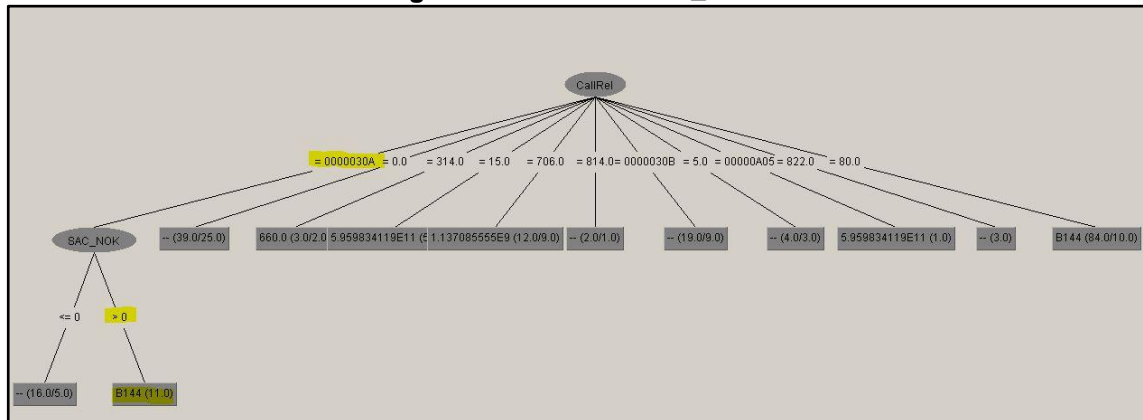 CallRel
= 0000030A = 0.0 = 314.0 = 15.0 = 706.0 = 814.0 = 0000030B = 5.0 = 00000A05 = 822.0 = 80.0
SAC_NOK -- (39.0/25.0) 660.0 (3.0/2.0 5.959834119E11 (5 1.137085555E9 (12.0/9.0) -- (2.0/1.0) -- (19.0/9.0) -- (4.0/3.0) 5.959834119E11 (1.0) -- (3.0) B144 (84.0/10.0)
<= 0 > 0
-- (16.0/5.0) B144 (11.0)